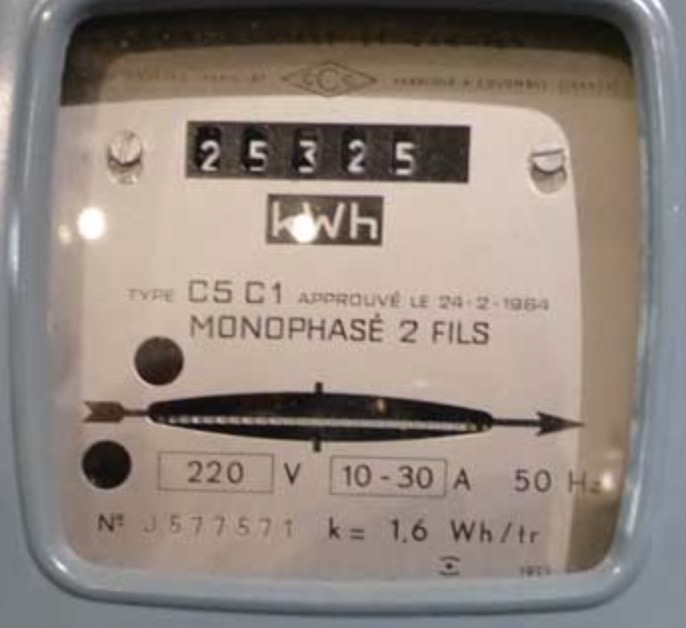 25325
kWh
TYPE C5 C1 APPROUVÉ LE 24-2-1964
MONOPHASÉ 2 FILS
220 V 10-30 A 50 Hz
Nº J577571 k = 1,6 Wh/tr